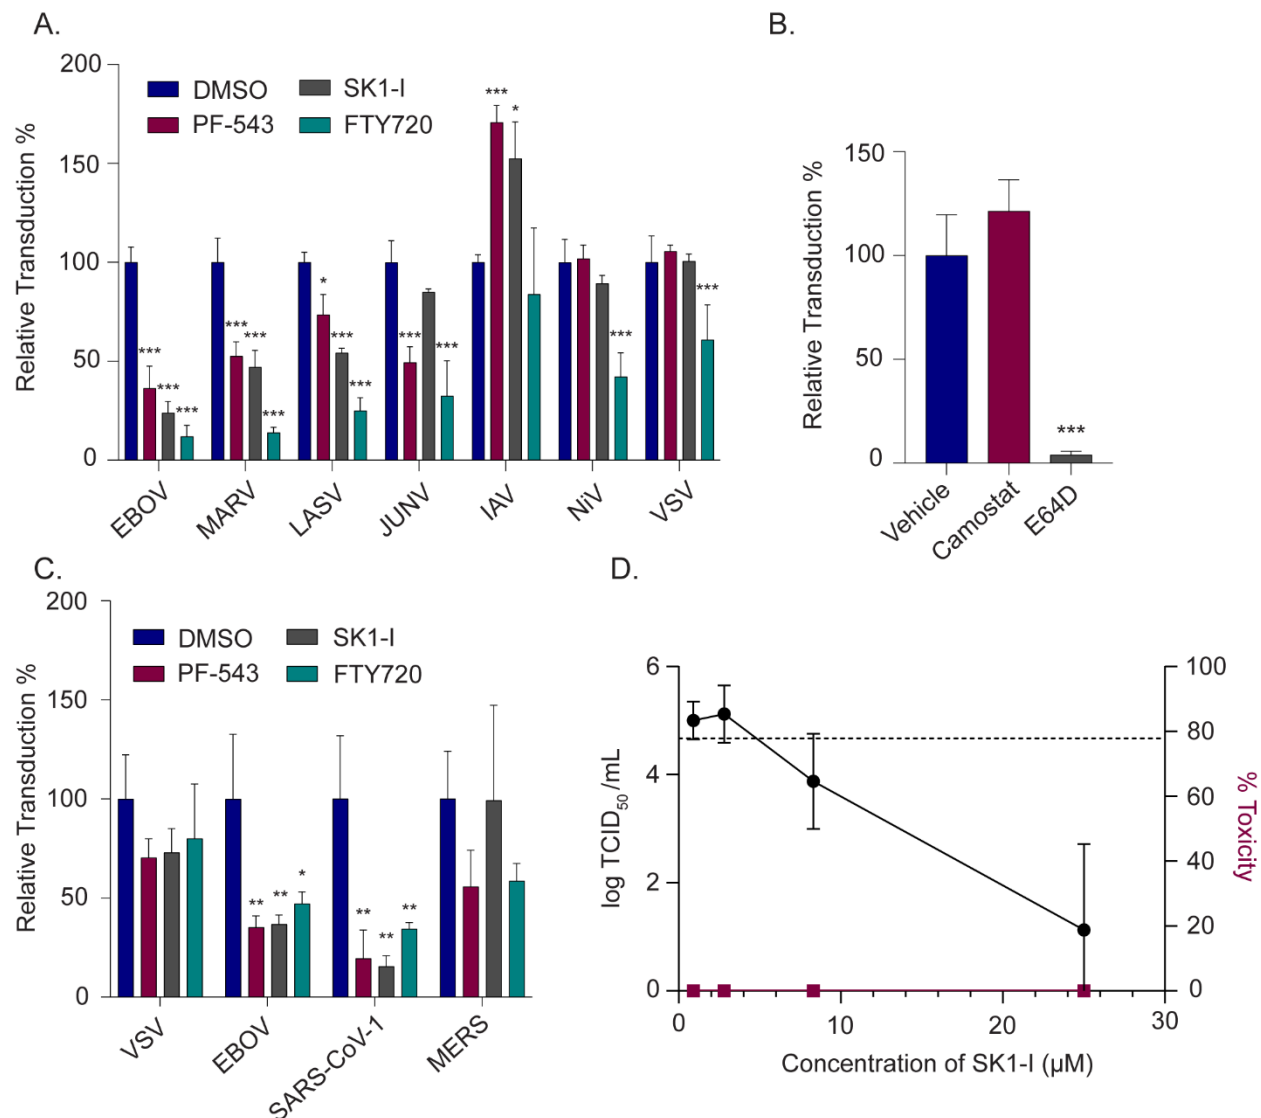 A.
Relative Transduction %
200
150
100
50
0
DMSO
SK1-I
PF-543
FTY720
*** *** ***
*** *** ***
* *** ***
*** ***
*** *
***
***
EBOV
MARV
LASV
JUNV
IAV
NiV
VSV
B.
Relative Transduction %
150
100
50
0
***
Vehicle
Camostat
E64D
C.
Relative Transduction %
200
150
100
50
0
DMSO
SK1-I
PF-543
FTY720
** ** *
** ** **
VSV
EBOV
SARS-CoV-1
MERS
D.
log TCID50/mL
6
4
2
0
100
80
60
40
20
0
% Toxicity
0
10
20
30
Concentration of SK1-I (µM)